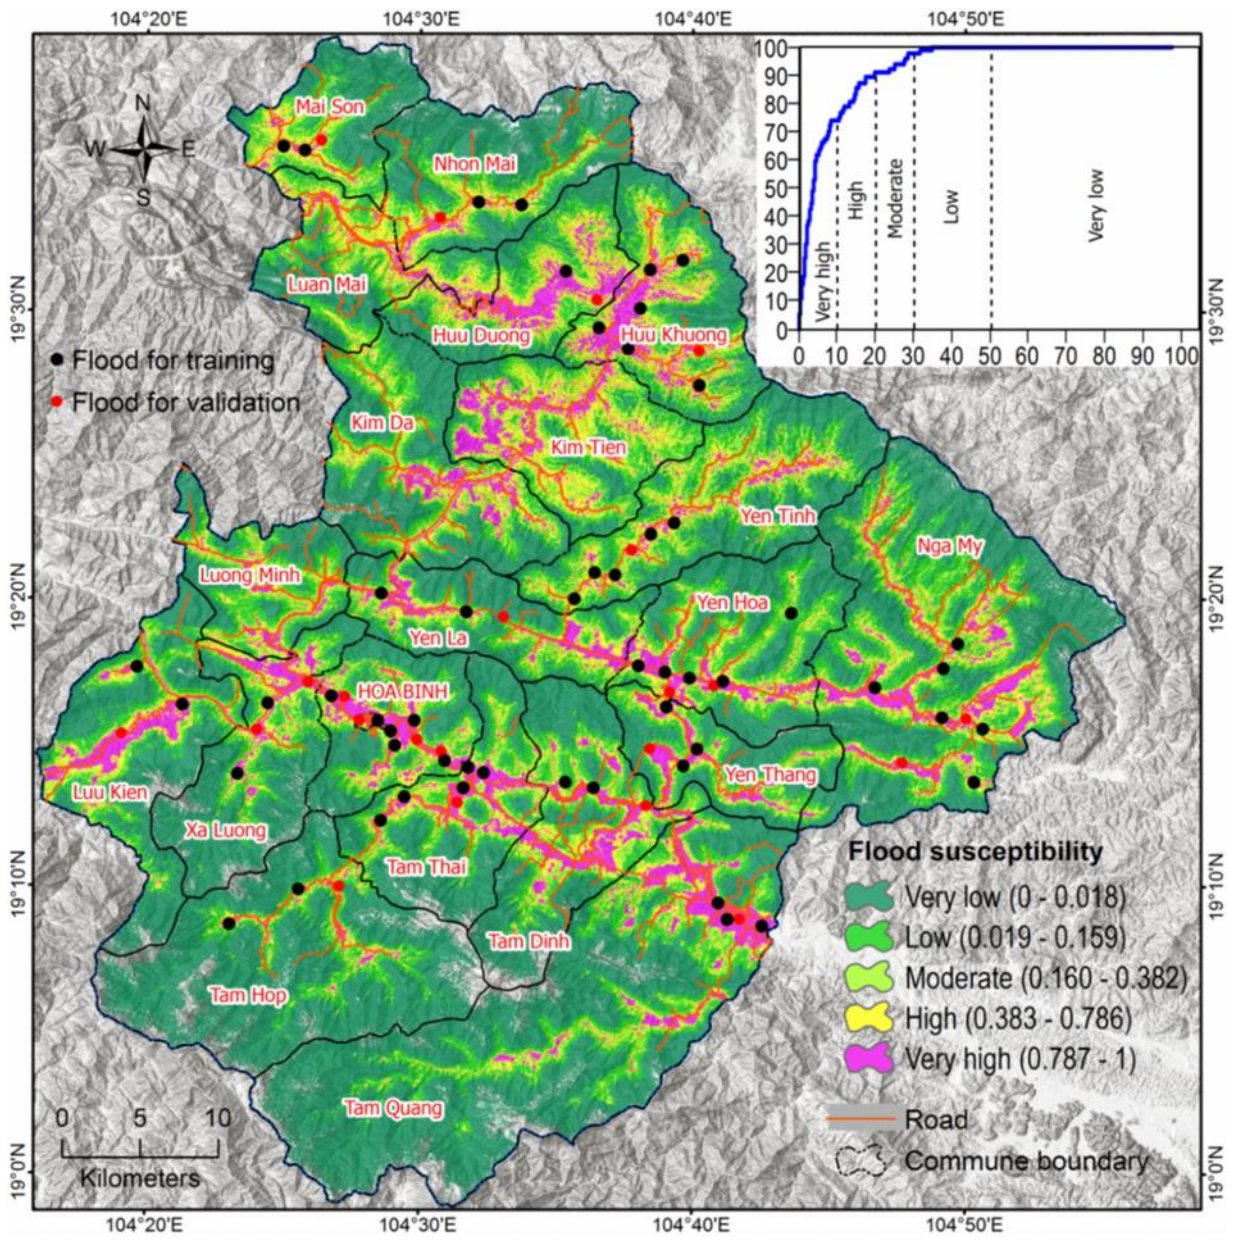 104°20'E 104°30'E 104°40'E 104°50'E
N
W E
S
19°30'N
19°20'N
19°10'N
19°0'N
Flood for training
Flood for validation
Mai Son
Nhon Mai
Luan Mai
Huu Duong
Huu Khuong
Kim Da
Kim Tien
Yen Tinh
Nga My
Luong Minh
Yen Hoa
Yen La
HOA BINH
Luu Kien
Yen Thang
Xa Luong
Tam Thai
Tam Dinh
Tam Hop
Tam Quang
100
90
80
70
60
50
40
30
20
10
0
Very high
High
Moderate
Low
Very low
0 10 20 30 40 50 60 70 80 90 100
19°30'N
19°20'N
19°10'N
19°0'N
Flood susceptibility
Very low (0 - 0.018)
Low (0.019 - 0.159)
Moderate (0.160 - 0.382)
High (0.383 - 0.786)
Very high (0.787 - 1)
Road
Commune boundary
0 5 10
Kilometers
104°20'E 104°30'E 104°40'E 104°50'E